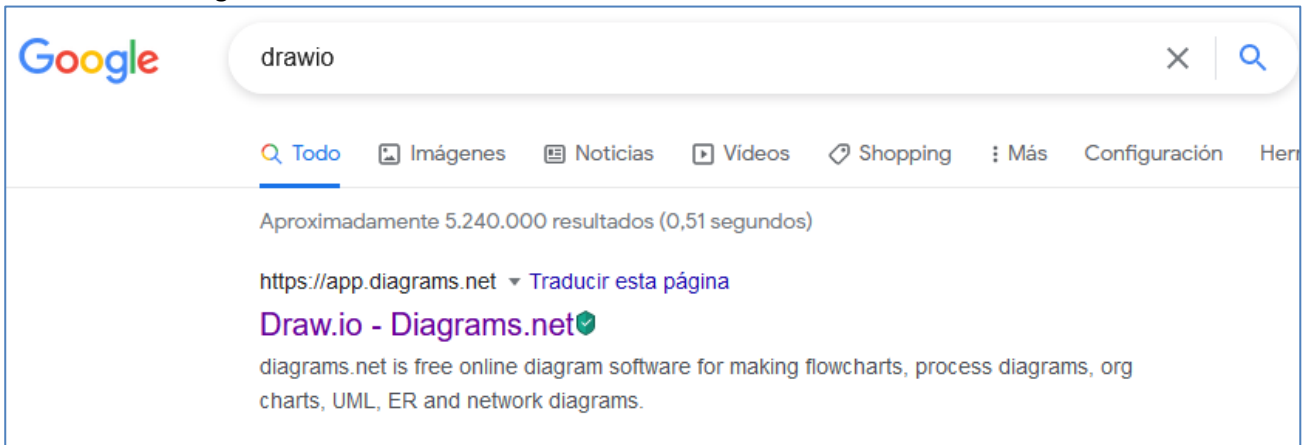 Google
drawio
Todo Imágenes Noticias Vídeos Shopping Más Configuración
Aproximadamente 5.240.000 resultados (0,51 segundos)
https://app.diagrams.net Traducir esta página
Draw.io - Diagrams.net
diagrams.net is free online diagram software for making flowcharts, process diagrams, org
charts, UML, ER and network diagrams.